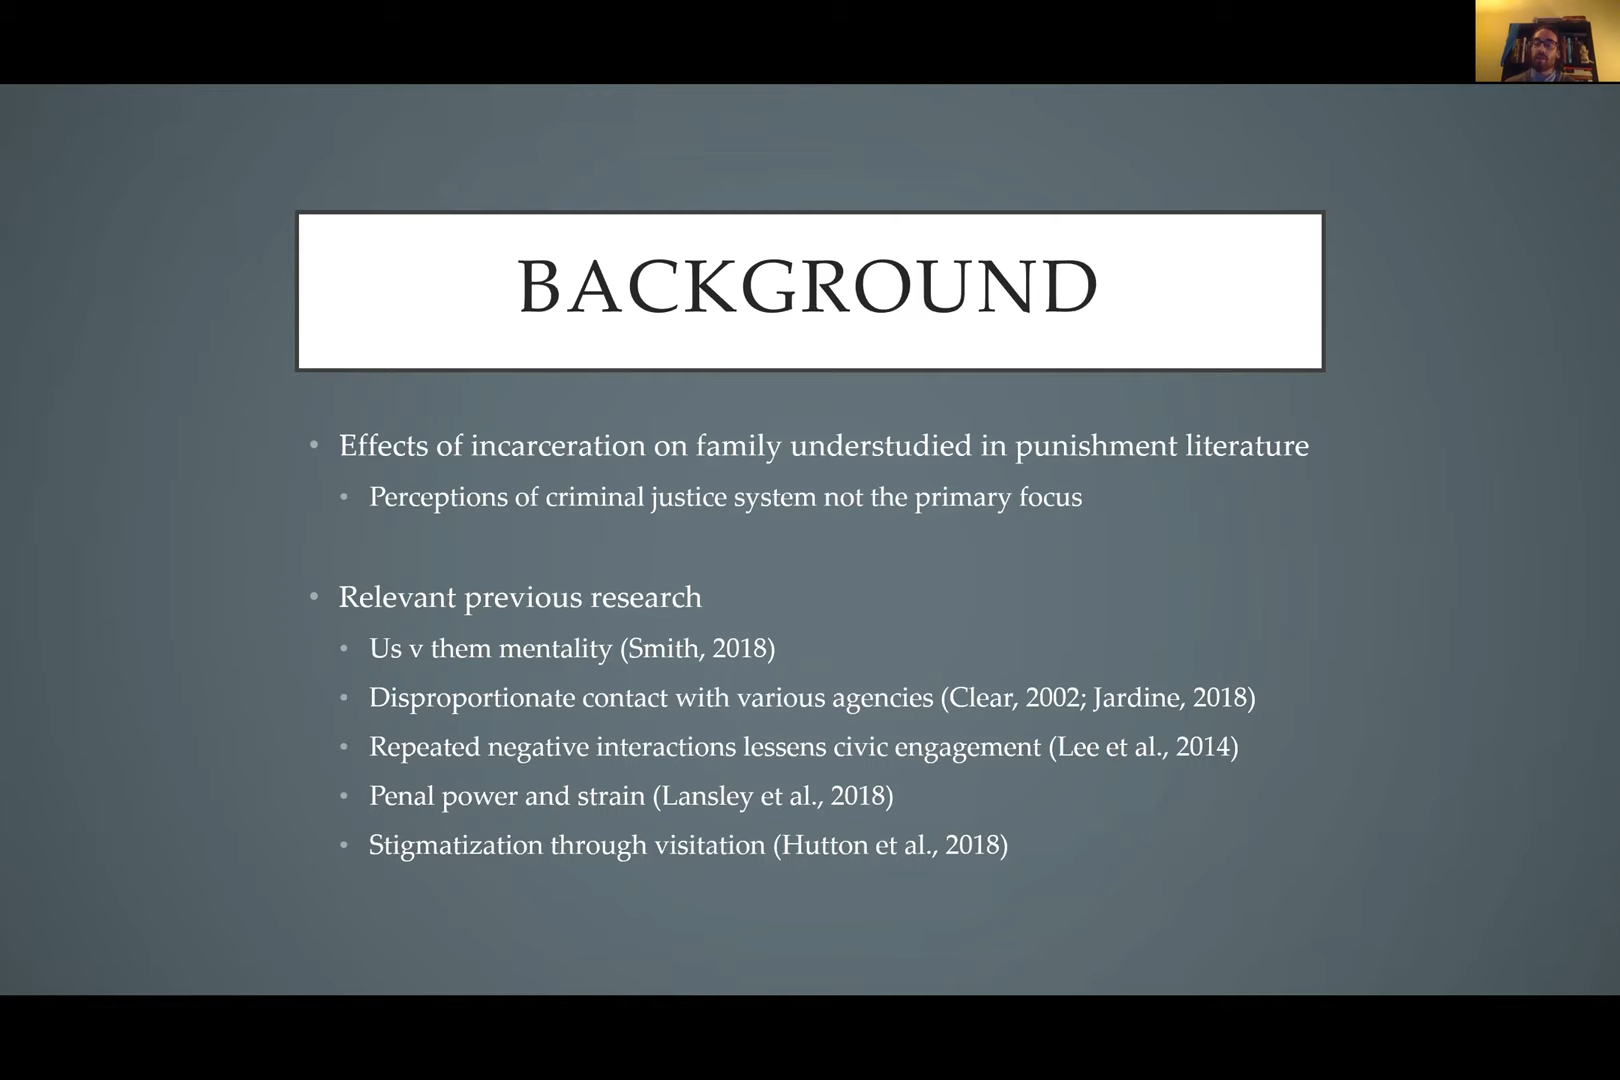 BACKGROUND
• Effects of incarceration on family understudied in punishment literature
• Perceptions of criminal justice system not the primary focus
• Relevant previous research
• Us v them mentality (Smith, 2018)
• Disproportionate contact with various agencies (Clear, 2002; Jardine, 2018)
• Repeated negative interactions lessens civic engagement (Lee et al., 2014)
• Penal power and strain (Lansley et al., 2018)
• Stigmatization through visitation (Hutton et al., 2018)